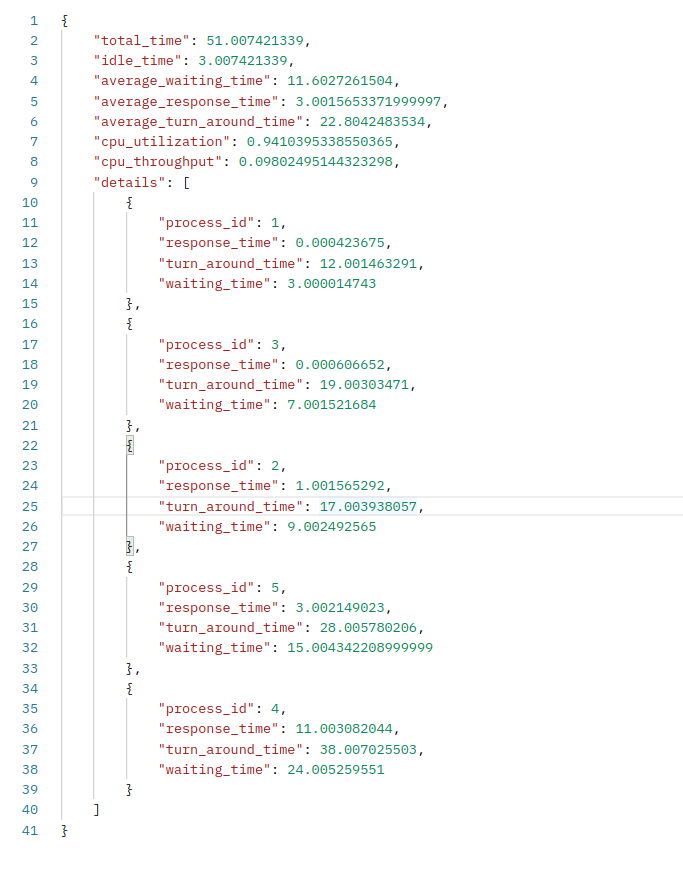 1 {
2     "total_time": 51.007421339,
3     "idle_time": 3.007421339,
4     "average_waiting_time": 11.6027261504,
5     "average_response_time": 3.0015653371999997,
6     "average_turn_around_time": 22.8042483534,
7     "cpu_utilization": 0.9410395338550365,
8     "cpu_throughput": 0.09802495144323298,
9     "details": [
10         {
11             "process_id": 1,
12             "response_time": 0.000423675,
13             "turn_around_time": 12.001463291,
14             "waiting_time": 3.000014743
15         },
16         {
17             "process_id": 3,
18             "response_time": 0.000606652,
19             "turn_around_time": 19.00303471,
20             "waiting_time": 7.001521684
21         },
22         {
23             "process_id": 2,
24             "response_time": 1.001565292,
25             "turn_around_time": 17.003938057,
26             "waiting_time": 9.002492565
27         },
28         {
29             "process_id": 5,
30             "response_time": 3.002149023,
31             "turn_around_time": 28.005780206,
32             "waiting_time": 15.004342208999999
33         },
34         {
35             "process_id": 4,
36             "response_time": 11.003082044,
37             "turn_around_time": 38.007025503,
38             "waiting_time": 24.005259551
39         }
40     ]
41 }